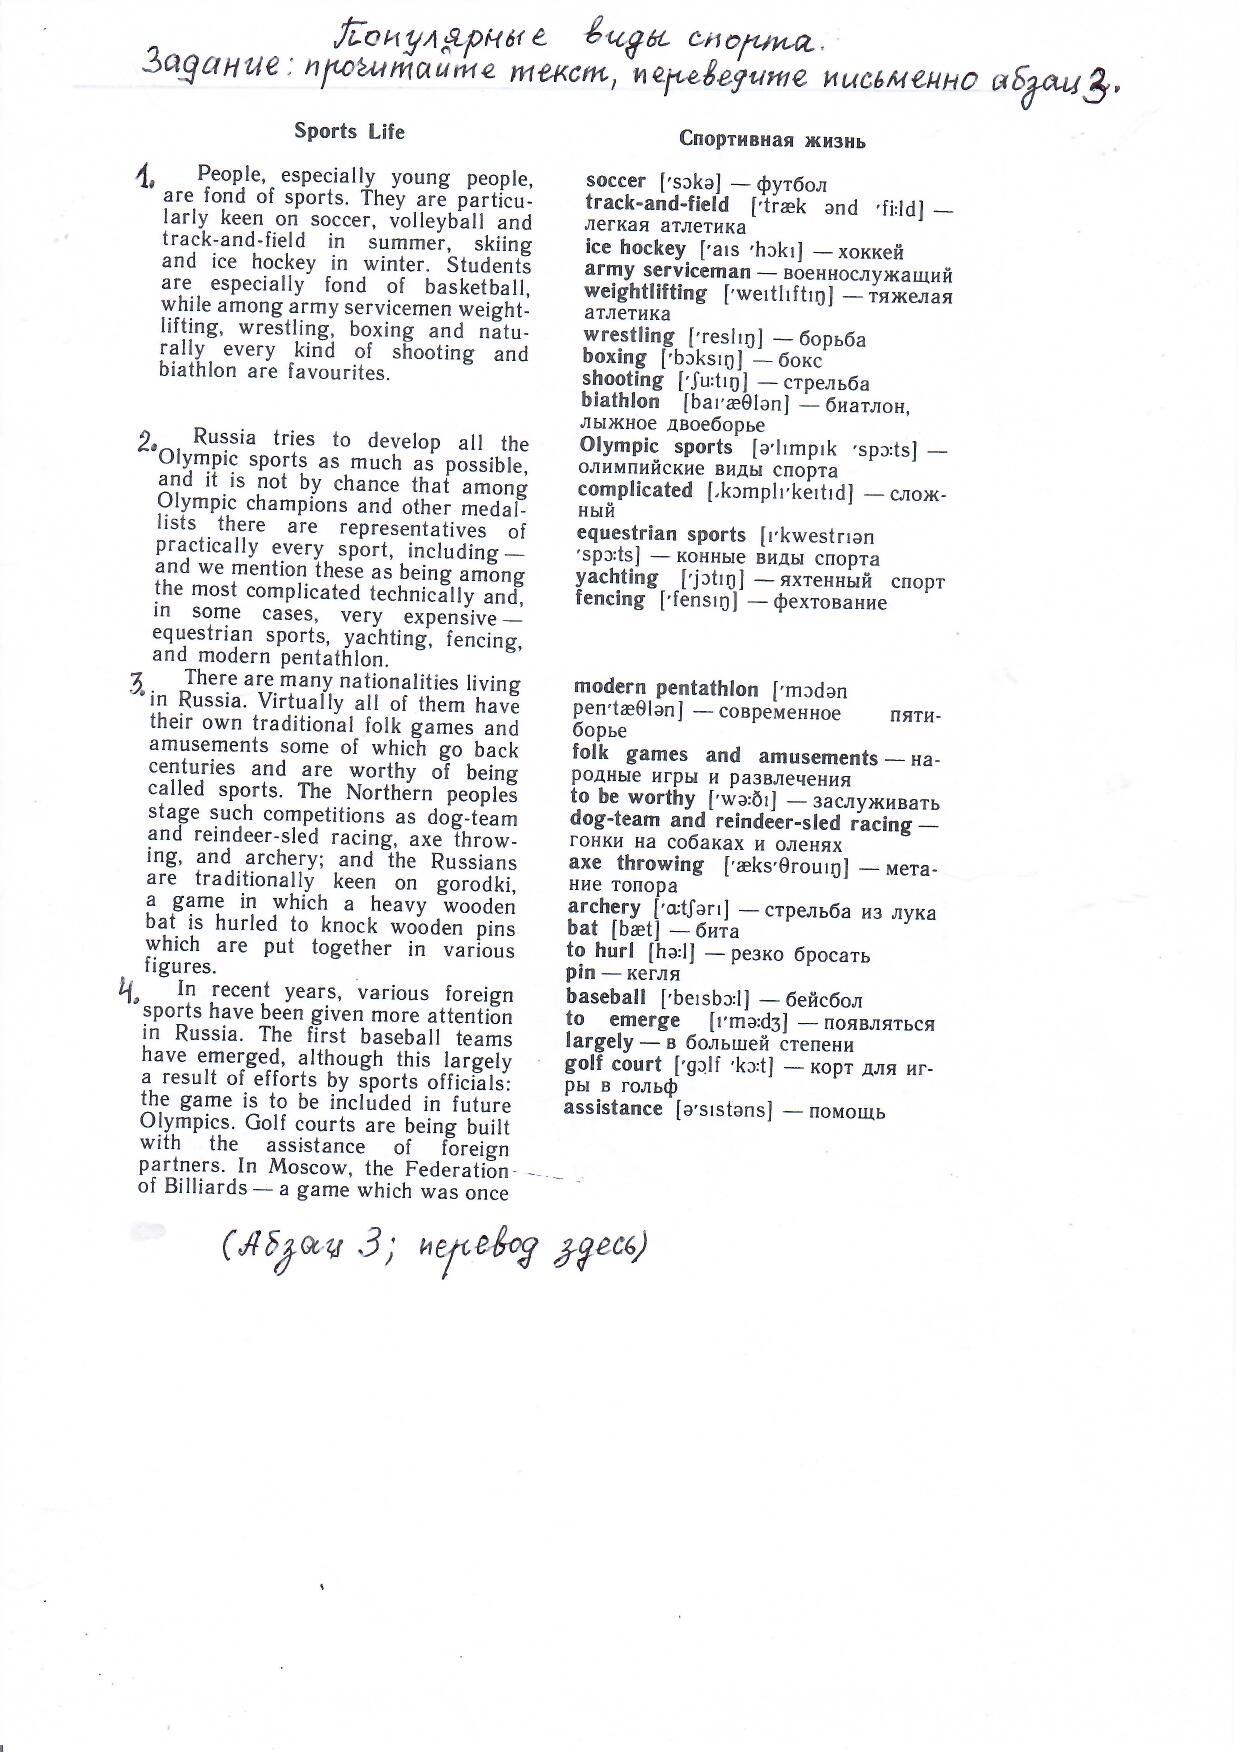 Популярные виды спорта.
Задание: прочитайте текст, переведите письменно абзац 3.
Sports Life
1. People, especially young people,
are fond of sports. They are particu-
larly keen on soccer, volleyball and
track-and-field in summer, skiing
and ice hockey in winter. Students
are especially fond of basketball,
while among army servicemen weight-
lifting, wrestling, boxing and natu-
rally every kind of shooting and
biathlon are favourites.
2. Russia tries to develop all the
Olympic sports as much as possible,
and it is not by chance that among
Olympic champions and other medal-
lists there are representatives of
practically every sport, including —
and we mention these as being among
the most complicated technically and,
in some cases, very expensive —
equestrian sports, yachting, fencing,
and modern pentathlon.
3. There are many nationalities living
in Russia. Virtually all of them have
their own traditional folk games and
amusements some of which go back
centuries and are worthy of being
called sports. The Northern peoples
stage such competitions as dog-team
and reindeer-sled racing, axe throw-
ing, and archery; and the Russians
are traditionally keen on gorodki,
a game in which a heavy wooden
bat is hurled to knock wooden pins
which are put together in various
figures.
4. In recent years, various foreign
sports have been given more attention
in Russia. The first baseball teams
have emerged, although this largely
a result of efforts by sports officials:
the game is to be included in future
Olympics. Golf courts are being built
with the assistance of foreign
partners. In Moscow, the Federation
of Billiards — a game which was once
Спортивная жизнь
soccer ['sɔkə] — футбол
track-and-field ['træk ənd 'fi:ld] —
легкая атлетика
ice hockey ['aɪs 'hɔkɪ] — хоккей
army serviceman — военнослужащий
weightlifting ['weɪtlɪftɪŋ] — тяжелая
атлетика
wrestling ['reslɪŋ] — борьба
boxing ['bɔksɪŋ] — бокс
shooting ['ʃu:tɪŋ] — стрельба
biathlon [baɪ'æθlən] — биатлон,
лыжное двоеборье
Olympic sports [ə'lɪmpɪk 'spɔ:ts] —
олимпийские виды спорта
complicated [ˌkɔmplɪ'keɪtɪd] — слож-
ный
equestrian sports [ɪ'kwestrɪən
'spɔ:ts] — конные виды спорта
yachting ['jɔtɪŋ] — яхтенный спорт
fencing ['fensɪŋ] — фехтование
modern pentathlon ['mɔdən
pen'tæθlən] — современное пяти-
борье
folk games and amusements — на-
родные игры и развлечения
to be worthy ['wə:ðɪ] — заслуживать
dog-team and reindeer-sled racing —
гонки на собаках и оленях
axe throwing ['æks'θrouɪŋ] — мета-
ние топора
archery ['ɑ:tʃərɪ] — стрельба из лука
bat [bæt] — бита
to hurl [hə:l] — резко бросать
pin — кегля
baseball ['beɪsbɔ:l] — бейсбол
to emerge [ɪ'mə:dʒ] — появляться
largely — в большей степени
golf court ['gɔlf 'kɔ:t] — корт для иг-
ры в гольф
assistance [ə'sɪstəns] — помощь
(Абзац 3; перевод здесь)